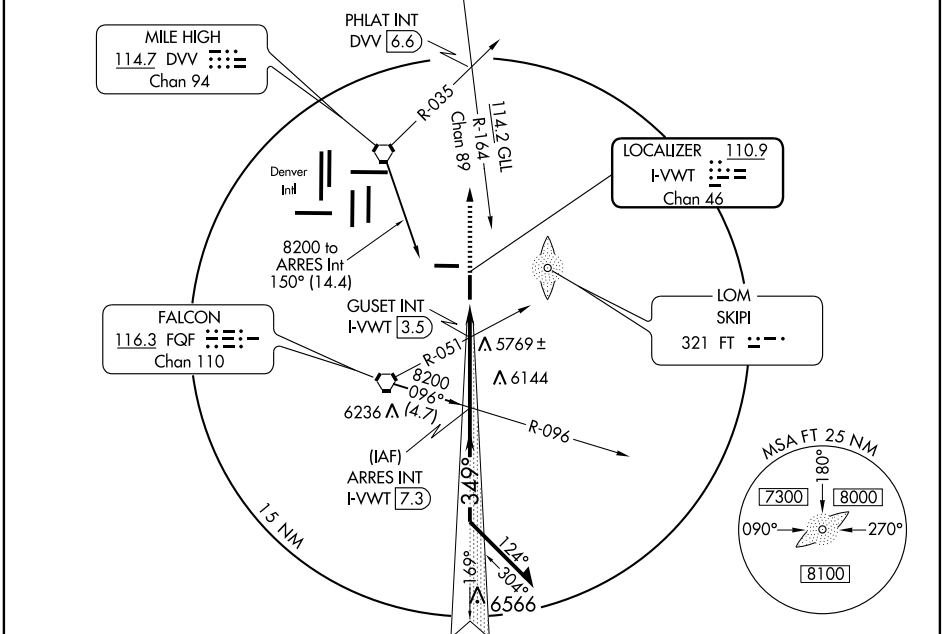 PHLAT INT
DVV 6.6
MILE HIGH
114.7 DVV
Chan 94
R-035
114.2 GLL
R-164
Chan 89
LOCALIZER 110.9
I-VWT
Chan 46
Denver
Intl
8200 to
ARRES Int
150° (14.4)
GUSET INT
I-VWT 3.5
LOM
SKIPI
321 FT
FALCON
116.3 FQF
Chan 110
R-051
5769 ±
6144
8200
096°
(4.7)
6236
R-096
(IAF)
ARRES INT
I-VWT 7.3
349°
15 NM
124°
304°
169°
6566
MSA FT 25 NM
180°
7300 8000
090° 270°
8100